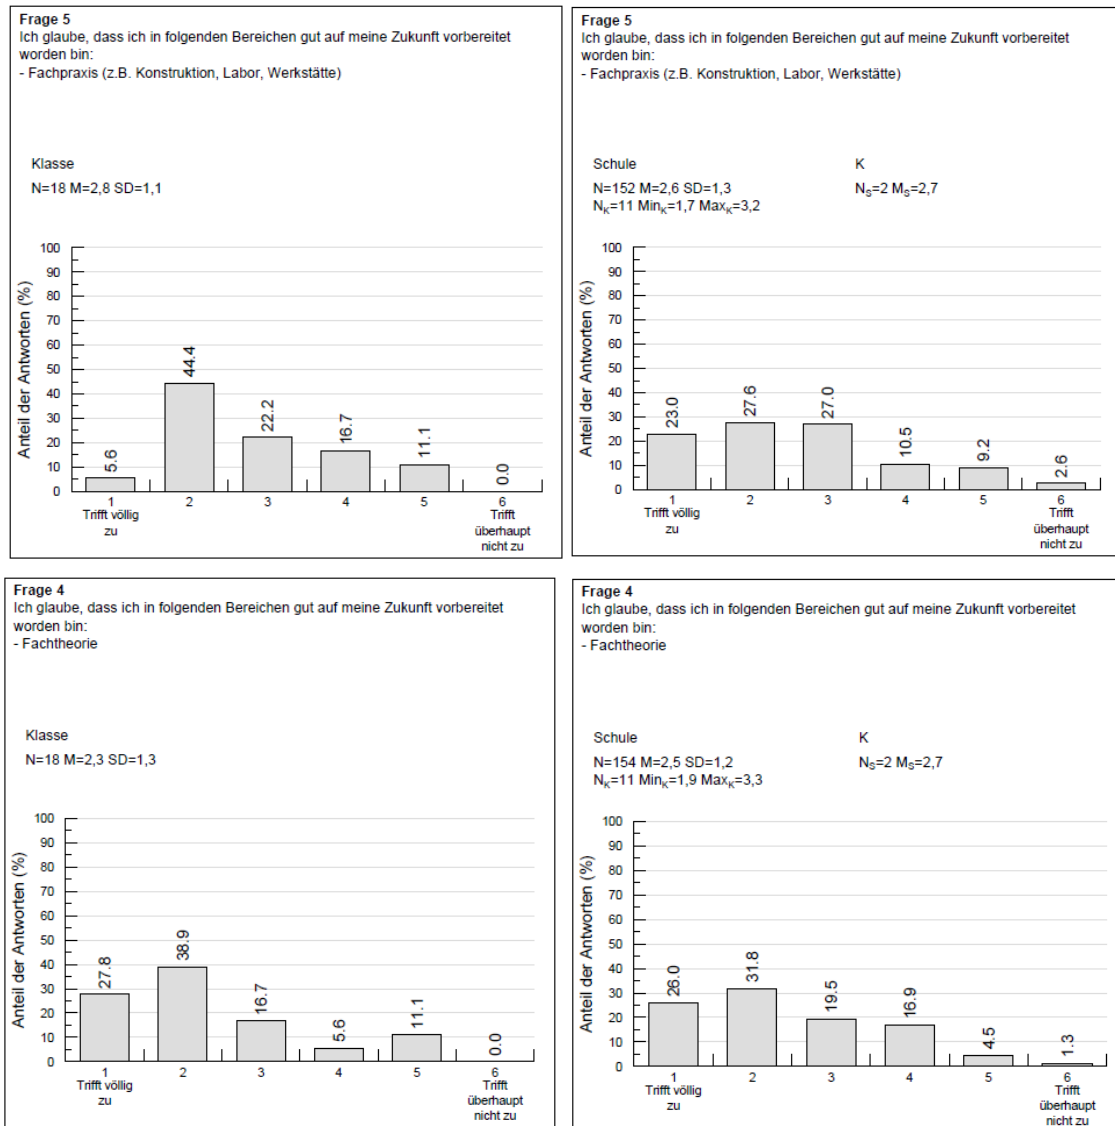 Frage 5
Ich glaube, dass ich in folgenden Bereichen gut auf meine Zukunft vorbereitet
worden bin:
- Fachpraxis (z.B. Konstruktion, Labor, Werkstätte)
Klasse
N=18 M=2,8 SD=1,1
Anteil der Antworten (%)
100
90
80
70
60
50
40
30
20
10
0
5.6
44.4
22.2
16.7
11.1
0.0
1 2 3 4 5 6
Trifft völlig Trifft
zu überhaupt
nicht zu
Frage 5
Ich glaube, dass ich in folgenden Bereichen gut auf meine Zukunft vorbereitet
worden bin:
- Fachpraxis (z.B. Konstruktion, Labor, Werkstätte)
Schule K
N=152 M=2,6 SD=1,3 N_S=2 M_S=2,7
N_K=11 Min_K=1,7 Max_K=3,2
Anteil der Antworten (%)
100
90
80
70
60
50
40
30
20
10
0
23.0
27.6
27.0
10.5
9.2
2.6
1 2 3 4 5 6
Trifft völlig Trifft
zu überhaupt
nicht zu
Frage 4
Ich glaube, dass ich in folgenden Bereichen gut auf meine Zukunft vorbereitet
worden bin:
- Fachtheorie
Klasse
N=18 M=2,3 SD=1,3
Anteil der Antworten (%)
100
90
80
70
60
50
40
30
20
10
0
27.8
38.9
16.7
5.6
11.1
0.0
1 2 3 4 5 6
Trifft völlig Trifft
zu überhaupt
nicht zu
Frage 4
Ich glaube, dass ich in folgenden Bereichen gut auf meine Zukunft vorbereitet
worden bin:
- Fachtheorie
Schule K
N=154 M=2,5 SD=1,2 N_S=2 M_S=2,7
N_K=11 Min_K=1,9 Max_K=3,3
Anteil der Antworten (%)
100
90
80
70
60
50
40
30
20
10
0
26.0
31.8
19.5
16.9
4.5
1.3
1 2 3 4 5 6
Trifft völlig Trifft
zu überhaupt
nicht zu